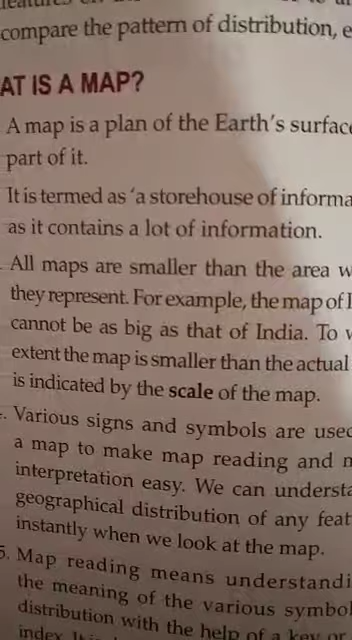 compare the pattern of distribution, e
AT IS A MAP?
A map is a plan of the Earth's surface
part of it.
It is termed as 'a storehouse of informa
as it contains a lot of information.
All maps are smaller than the area w
they represent. For example, the map of I
cannot be as big as that of India. To w
extent the map is smaller than the actual
is indicated by the scale of the map.
. Various signs and symbols are used
a map to make map reading and m
interpretation easy. We can understa
geographical distribution of any feat
instantly when we look at the map.
5. Map reading means understandi
the meaning of the various symbol
distribution with the help of a key or
index. It is